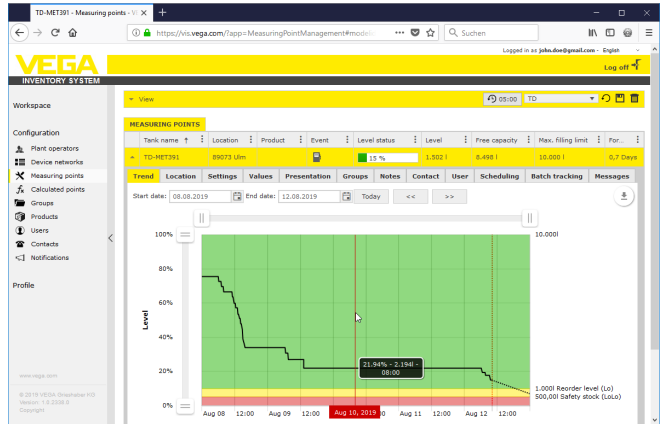 TD-MET391 - Measuring points - V
https://vis.vega.com/?app=MeasuringPointManagement#model
Suchen
Logged in as john.doe@gmail.com - English
VEGA
INVENTORY SYSTEM
Log off
Workspace
Configuration
Plant operators
Device networks
Measuring points
Calculated points
Groups
Products
Users
Contacts
Notifications
Profile
www.vega.com
© 2019 VEGA Grieshaber KG
Copyright
View
05:00
TD
MEASURING POINTS
Tank name ↑ Location Product Event Level status Level Free capacity Max. filling limit For...
TD-MET391 89073 Ulm 15 % 1.502 l 8.498 l 10.000 l 0,7 Days
Trend Location Settings Values Presentation Groups Notes Contact User Scheduling Batch tracking Messages
Start date: 08.08.2019 End date: 12.08.2019 Today << >>
100%
10.000l
80%
60%
Level
40%
21.94% - 2.194l -
08:00
20%
1.000l Reorder level (Lo)
500,00l Safety stock (LoLo)
0%
Aug 08 12:00 Aug 09 12:00 Aug 10, 2019 Aug 11 12:00 Aug 12 12:00